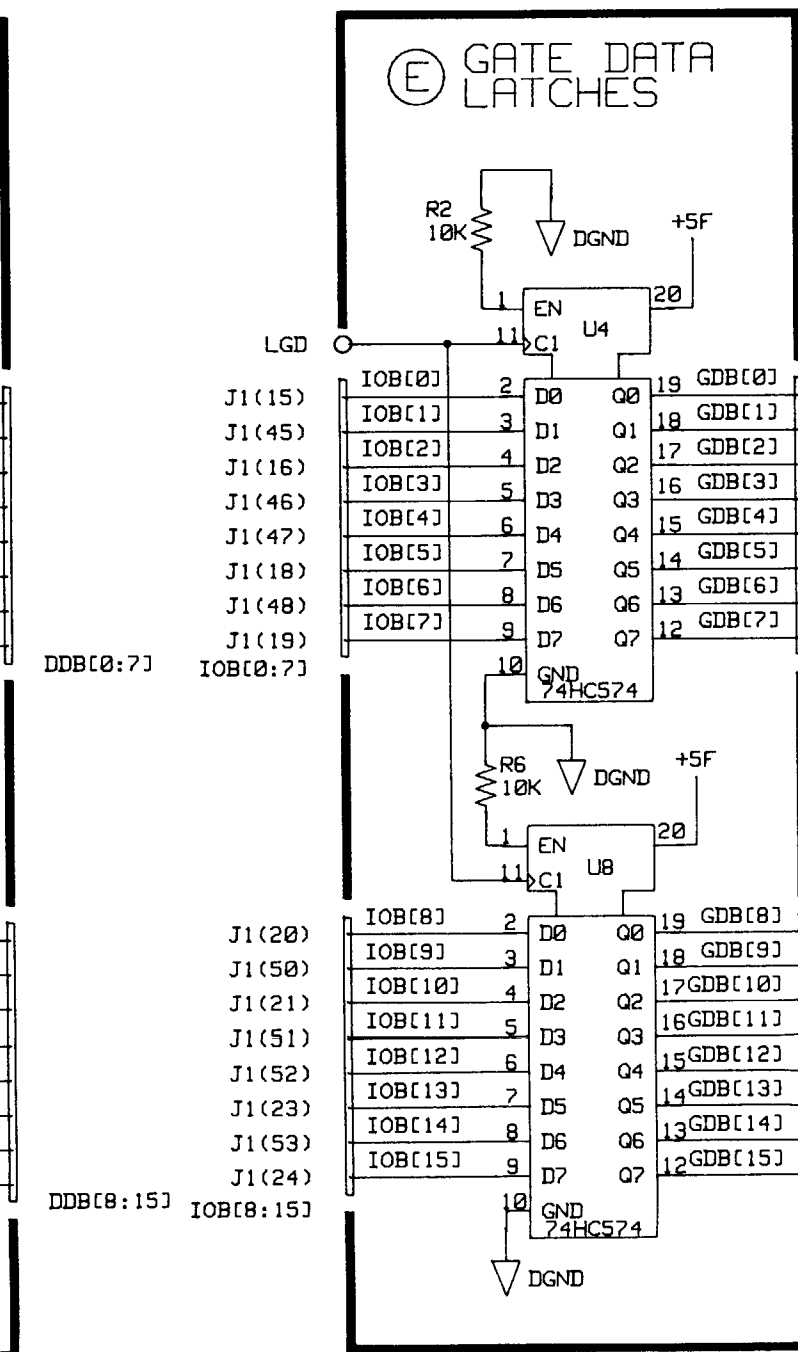 E GATE DATA
LATCHES
R2
10K
DGND
+5F
1 EN 20
U4
LGD 11 C1
J1(15) IOB[0] 2 D0 Q0 19 GDB[0]
J1(45) IOB[1] 3 D1 Q1 18 GDB[1]
J1(16) IOB[2] 4 D2 Q2 17 GDB[2]
J1(46) IOB[3] 5 D3 Q3 16 GDB[3]
J1(47) IOB[4] 6 D4 Q4 15 GDB[4]
J1(18) IOB[5] 7 D5 Q5 14 GDB[5]
J1(48) IOB[6] 8 D6 Q6 13 GDB[6]
J1(19) IOB[7] 9 D7 Q7 12 GDB[7]
DDB[0:7] IOB[0:7] 10 GND
74HC574
R6
10K
DGND
+5F
1 EN 20
U8
11 C1
J1(20) IOB[8] 2 D0 Q0 19 GDB[8]
J1(50) IOB[9] 3 D1 Q1 18 GDB[9]
J1(21) IOB[10] 4 D2 Q2 17 GDB[10]
J1(51) IOB[11] 5 D3 Q3 16 GDB[11]
J1(52) IOB[12] 6 D4 Q4 15 GDB[12]
J1(23) IOB[13] 7 D5 Q5 14 GDB[13]
J1(53) IOB[14] 8 D6 Q6 13 GDB[14]
J1(24) IOB[15] 9 D7 Q7 12 GDB[15]
DDB[8:15] IOB[8:15] 10 GND
74HC574
DGND